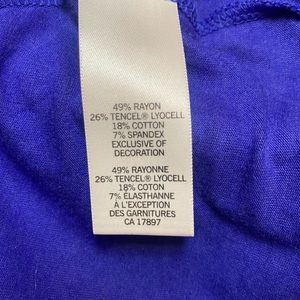 49% RAYON
26% TENCEL® LYOCELL
18% COTTON
7% SPANDEX
EXCLUSIVE OF
DECORATION
49% RAYONNE
26% TENCEL® LYOCELL
18% COTON
7% ÉLASTHANNE
À L'EXCEPTION
DES GARNITURES
CA 17897